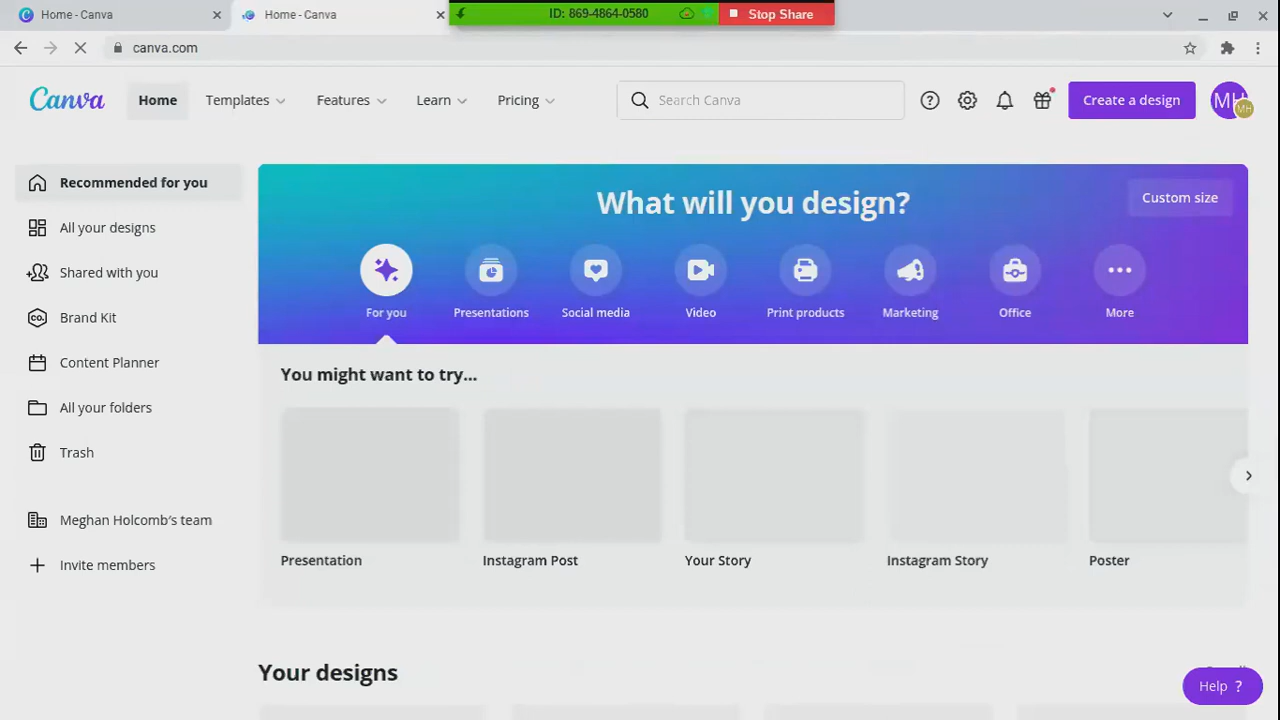 Home - Canva
Home - Canva
ID: 869-4864-0580
Stop Share
canva.com
Canva
Home
Templates
Features
Learn
Pricing
Search Canva
Create a design
MH
MH
Recommended for you
All your designs
Shared with you
Brand Kit
Content Planner
All your folders
Trash
Meghan Holcomb's team
Invite members
What will you design?
Custom size
For you
Presentations
Social media
Video
Print products
Marketing
Office
More
You might want to try...
Presentation
Instagram Post
Your Story
Instagram Story
Poster
Your designs
Help ?